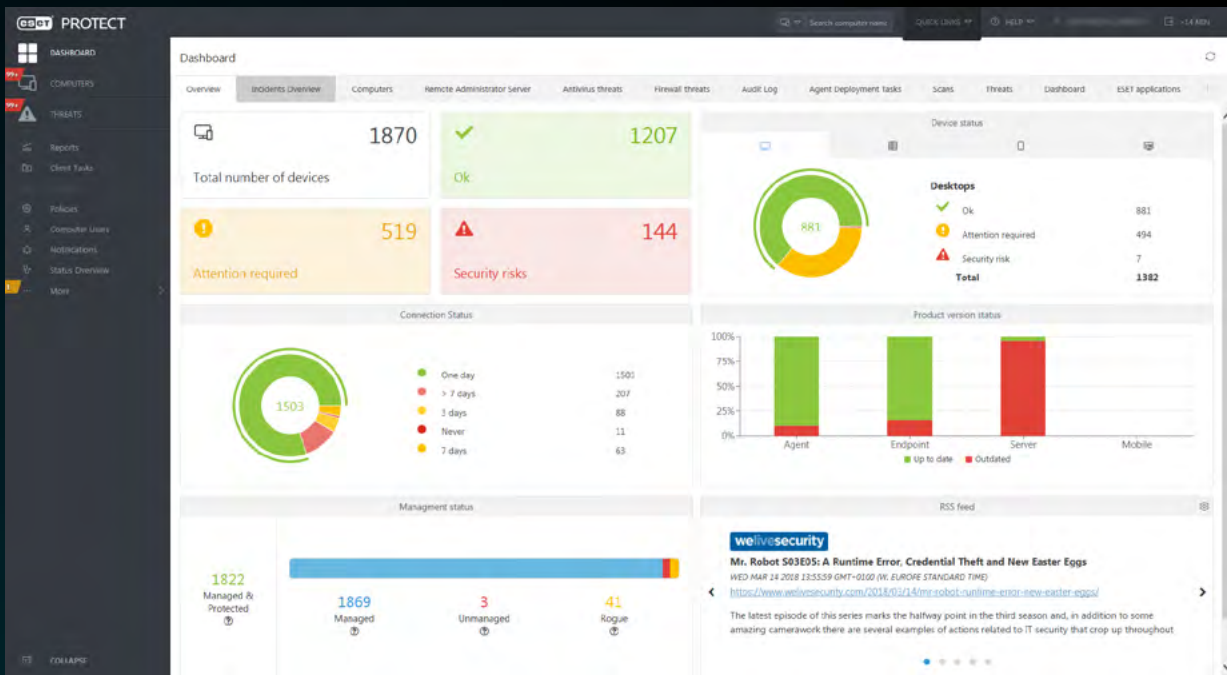 eset PROTECT
Search computer name
QUICK LINKS
HELP
>14 MIN
DASHBOARD
99+
COMPUTERS
99+
THREATS
Reports
Client Tasks
Policies
Computer Users
Notifications
Status Overview
More
COLLAPSE
Dashboard
Overview Incidents Overview Computers Remote Administrator Server Antivirus threats Firewall threats Audit Log Agent Deployment tasks Scans Threats Dashboard ESET applications
1870
Total number of devices
1207
Ok
519
Attention required
144
Security risks
Device status
881
Desktops
Ok 881
Attention required 494
Security risk 7
Total 1382
Connection Status
1503
One day 1501
> 7 days 207
3 days 88
Never 11
7 days 63
Product version status
100%
75%
50%
25%
0%
Agent Endpoint Server Mobile
Up to date Outdated
Managment status
1822
Managed &
Protected
1869
Managed
3
Unmanaged
41
Rogue
RSS feed
welivesecurity
Mr. Robot S03E05: A Runtime Error, Credential Theft and New Easter Eggs
WED MAR 14 2018 13:55:59 GMT+0100 (W. EUROPE STANDARD TIME)
https://www.welivesecurity.com/2018/03/14/mr-robot-runtime-error-new-easter-eggs/
The latest episode of this series marks the halfway point in the third season and, in addition to some
amazing camerawork there are several examples of actions related to IT security that crop up throughout